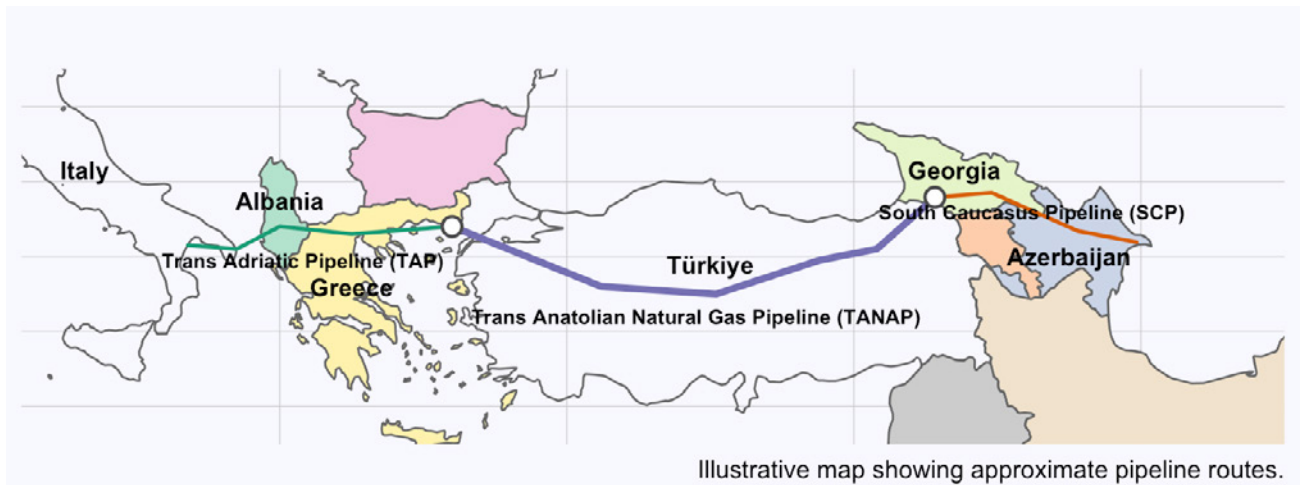 Italy
Georgia
Albania
South Caucasus Pipeline (SCP)
Trans Adriatic Pipeline (TAP)
Azerbaijan
Türkiye
Greece
Trans Anatolian Natural Gas Pipeline (TANAP)
Illustrative map showing approximate pipeline routes.